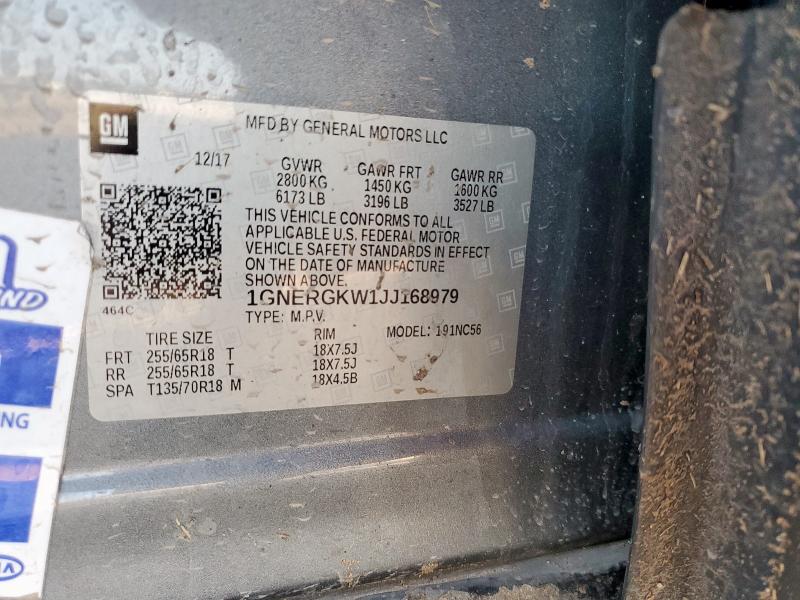 GM
MFD BY GENERAL MOTORS LLC
12/17 GVWR GAWR FRT GAWR RR
2800 KG 1450 KG 1600 KG
6173 LB 3196 LB 3527 LB
THIS VEHICLE CONFORMS TO ALL
APPLICABLE U.S. FEDERAL MOTOR
VEHICLE SAFETY STANDARDS IN EFFECT
ON THE DATE OF MANUFACTURE
SHOWN ABOVE.
1GNERGKW1JJ168979
464C
TYPE: M.P.V. MODEL: 191NC56
TIRE SIZE RIM
FRT 255/65R18 T 18X7.5J
RR 255/65R18 T 18X7.5J
SPA T135/70R18 M 18X4.5B
ND
NG